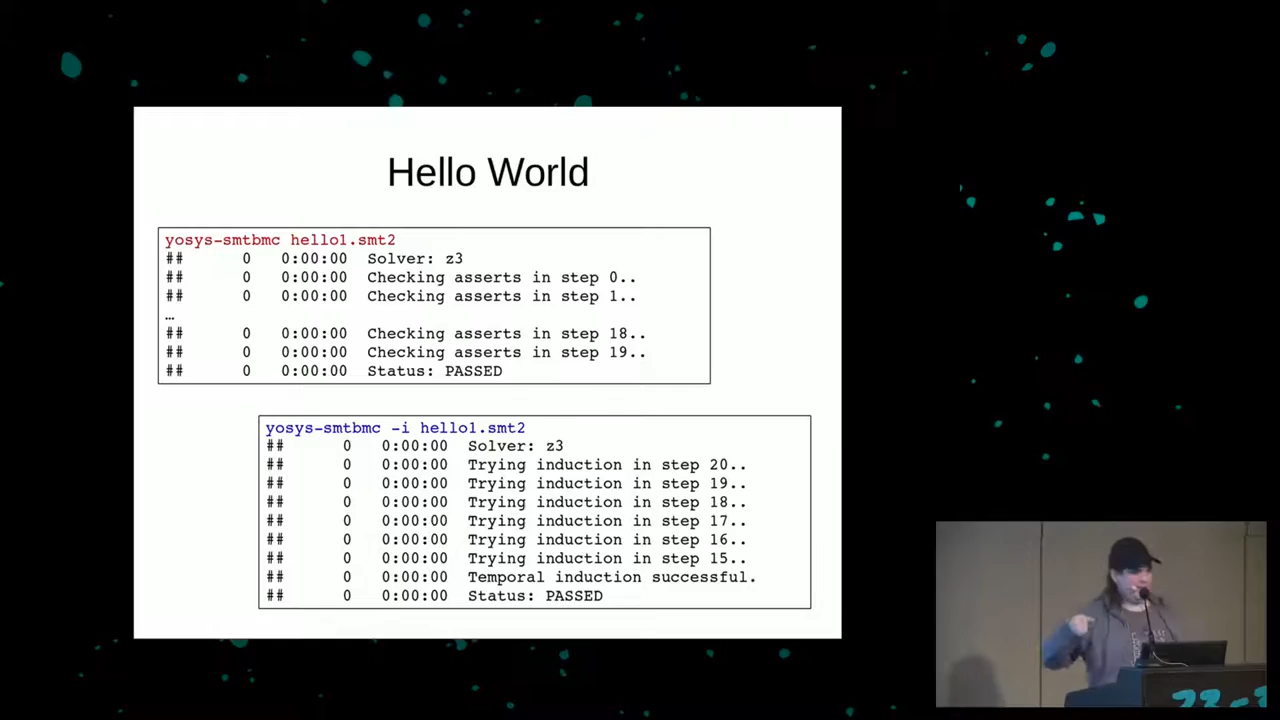 Hello World
yosys-smtbmc hello1.smt2
## 0 0:00:00 Solver: z3
## 0 0:00:00 Checking asserts in step 0..
## 0 0:00:00 Checking asserts in step 1..
…
## 0 0:00:00 Checking asserts in step 18..
## 0 0:00:00 Checking asserts in step 19..
## 0 0:00:00 Status: PASSED
yosys-smtbmc -i hello1.smt2
## 0 0:00:00 Solver: z3
## 0 0:00:00 Trying induction in step 20..
## 0 0:00:00 Trying induction in step 19..
## 0 0:00:00 Trying induction in step 18..
## 0 0:00:00 Trying induction in step 17..
## 0 0:00:00 Trying induction in step 16..
## 0 0:00:00 Trying induction in step 15..
## 0 0:00:00 Temporal induction successful.
## 0 0:00:00 Status: PASSED